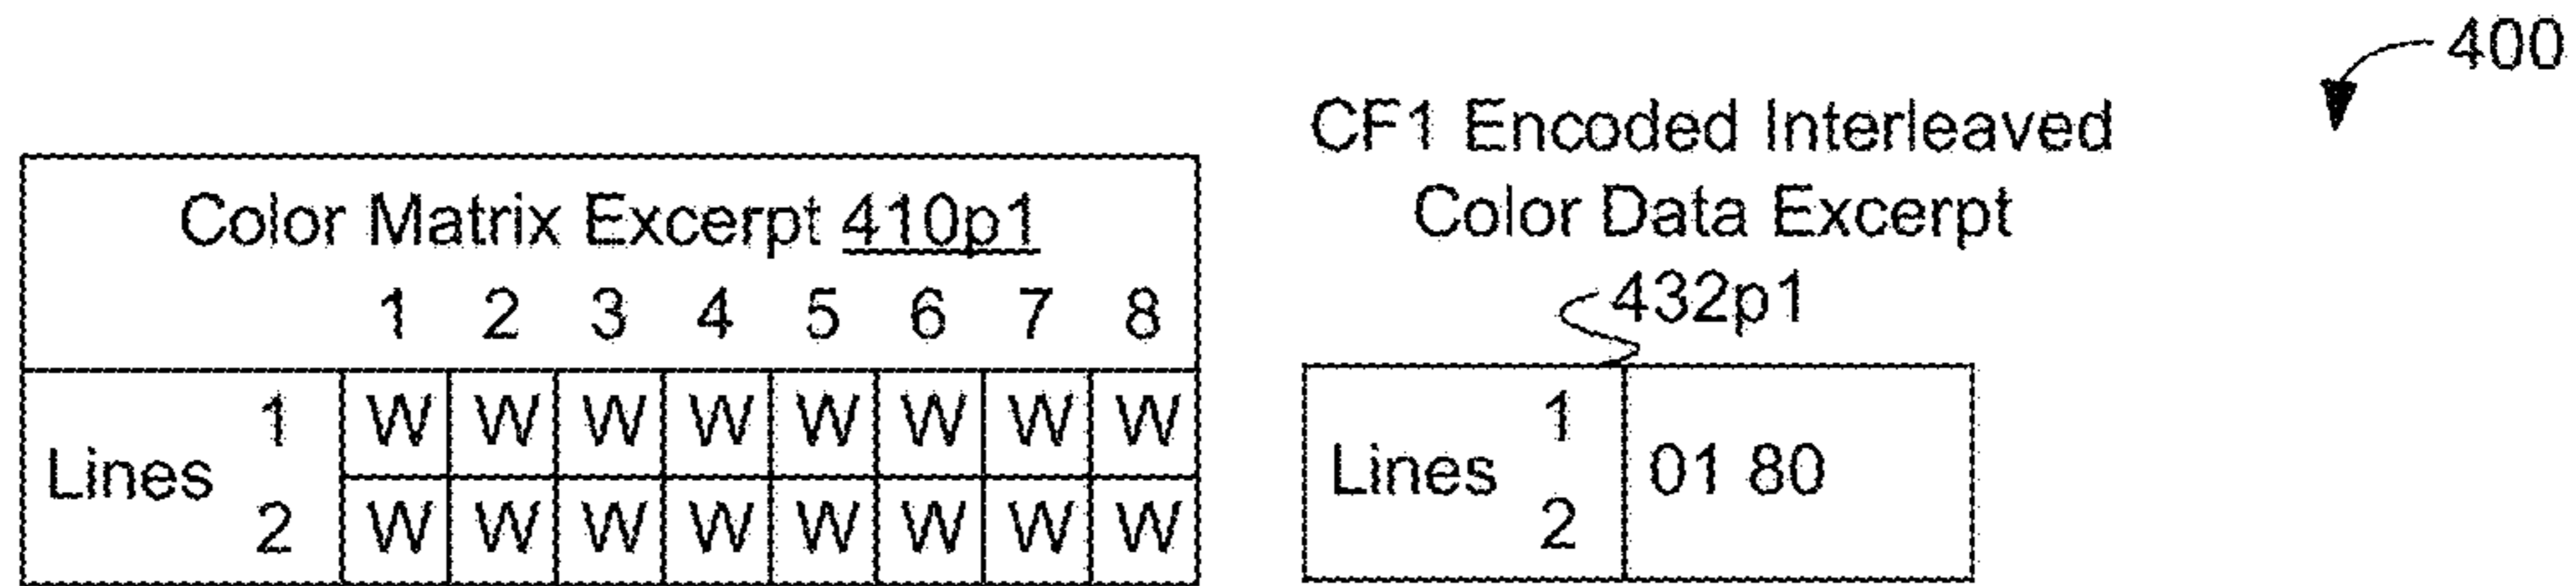 400
Color Matrix Excerpt 410p1
1 2 3 4 5 6 7 8
Lines
1 W W W W W W W W
2 W W W W W W W W
CF1 Encoded Interleaved
Color Data Excerpt
432p1
Lines
1
2
01 80